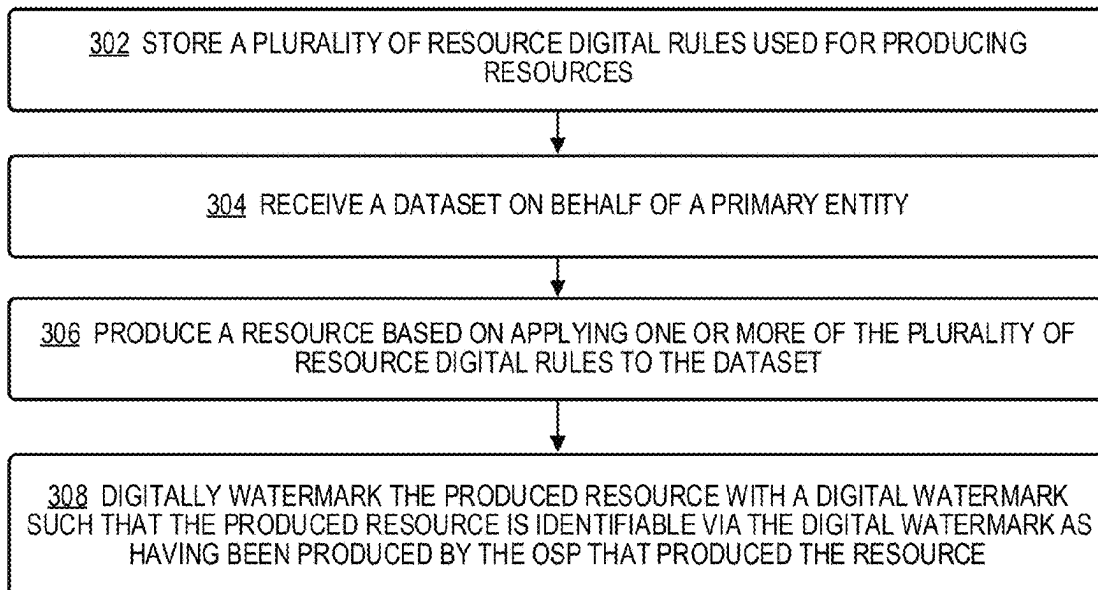 302 STORE A PLURALITY OF RESOURCE DIGITAL RULES USED FOR PRODUCING
RESOURCES
304 RECEIVE A DATASET ON BEHALF OF A PRIMARY ENTITY
306 PRODUCE A RESOURCE BASED ON APPLYING ONE OR MORE OF THE PLURALITY OF
RESOURCE DIGITAL RULES TO THE DATASET
308 DIGITALLY WATERMARK THE PRODUCED RESOURCE WITH A DIGITAL WATERMARK
SUCH THAT THE PRODUCED RESOURCE IS IDENTIFIABLE VIA THE DIGITAL WATERMARK AS
HAVING BEEN PRODUCED BY THE OSP THAT PRODUCED THE RESOURCE